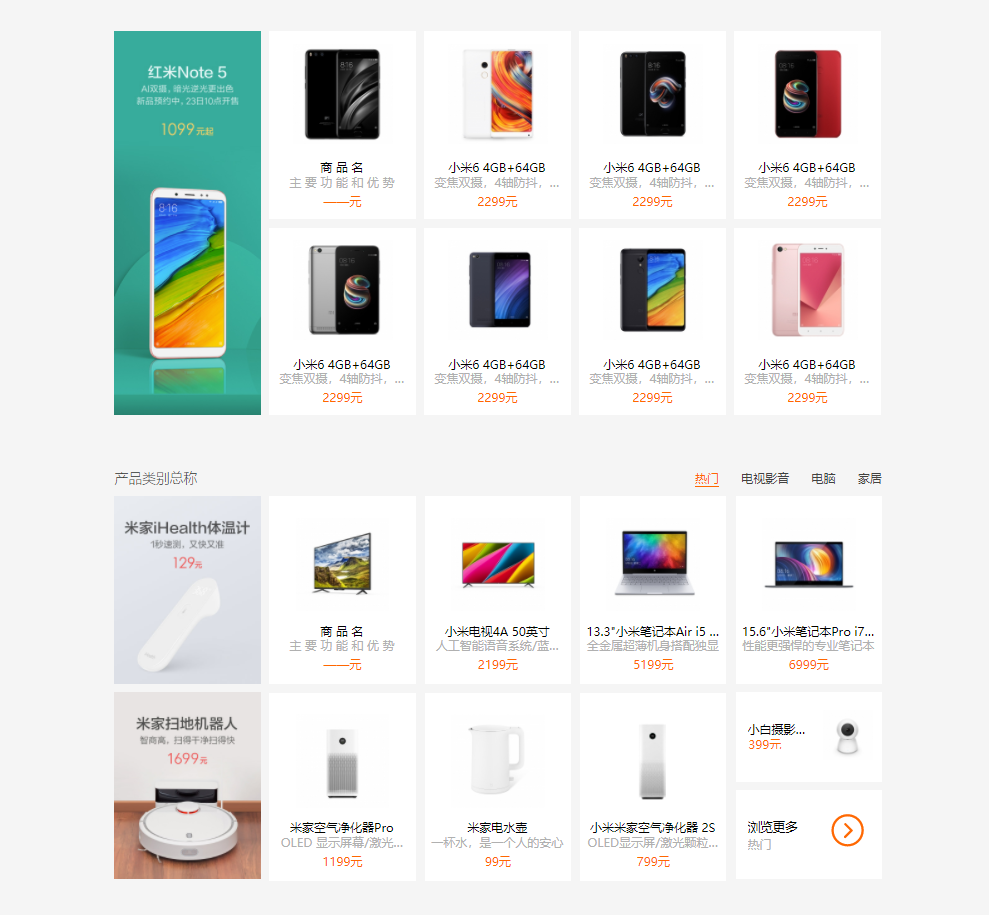 红米Note 5
AI双摄，暗光逆光更出色
新品预约中，23日10点开售
1099元起
商 品 名
主 要 功 能 和 优 势
——元
小米6 4GB+64GB
变焦双摄，4轴防抖，...
2299元
小米6 4GB+64GB
变焦双摄，4轴防抖，...
2299元
小米6 4GB+64GB
变焦双摄，4轴防抖，...
2299元
小米6 4GB+64GB
变焦双摄，4轴防抖，...
2299元
小米6 4GB+64GB
变焦双摄，4轴防抖，...
2299元
小米6 4GB+64GB
变焦双摄，4轴防抖，...
2299元
小米6 4GB+64GB
变焦双摄，4轴防抖，...
2299元
产品类别总称
热门 电视影音 电脑 家居
米家iHealth体温计
1秒速测，又快又准
129元
商 品 名
主 要 功 能 和 优 势
——元
小米电视4A 50英寸
人工智能语音系统/蓝...
2199元
13.3"小米笔记本Air i5 ...
全金属超薄机身搭配独显
5199元
15.6"小米笔记本Pro i7...
性能更强悍的专业笔记本
6999元
米家扫地机器人
智商高，扫得干净扫得快
1699元
米家空气净化器Pro
OLED 显示屏幕/激光...
1199元
米家电水壶
一杯水，是一个人的安心
99元
小米米家空气净化器 2S
OLED显示屏/激光颗粒...
799元
小白摄影...
399元
浏览更多
热门